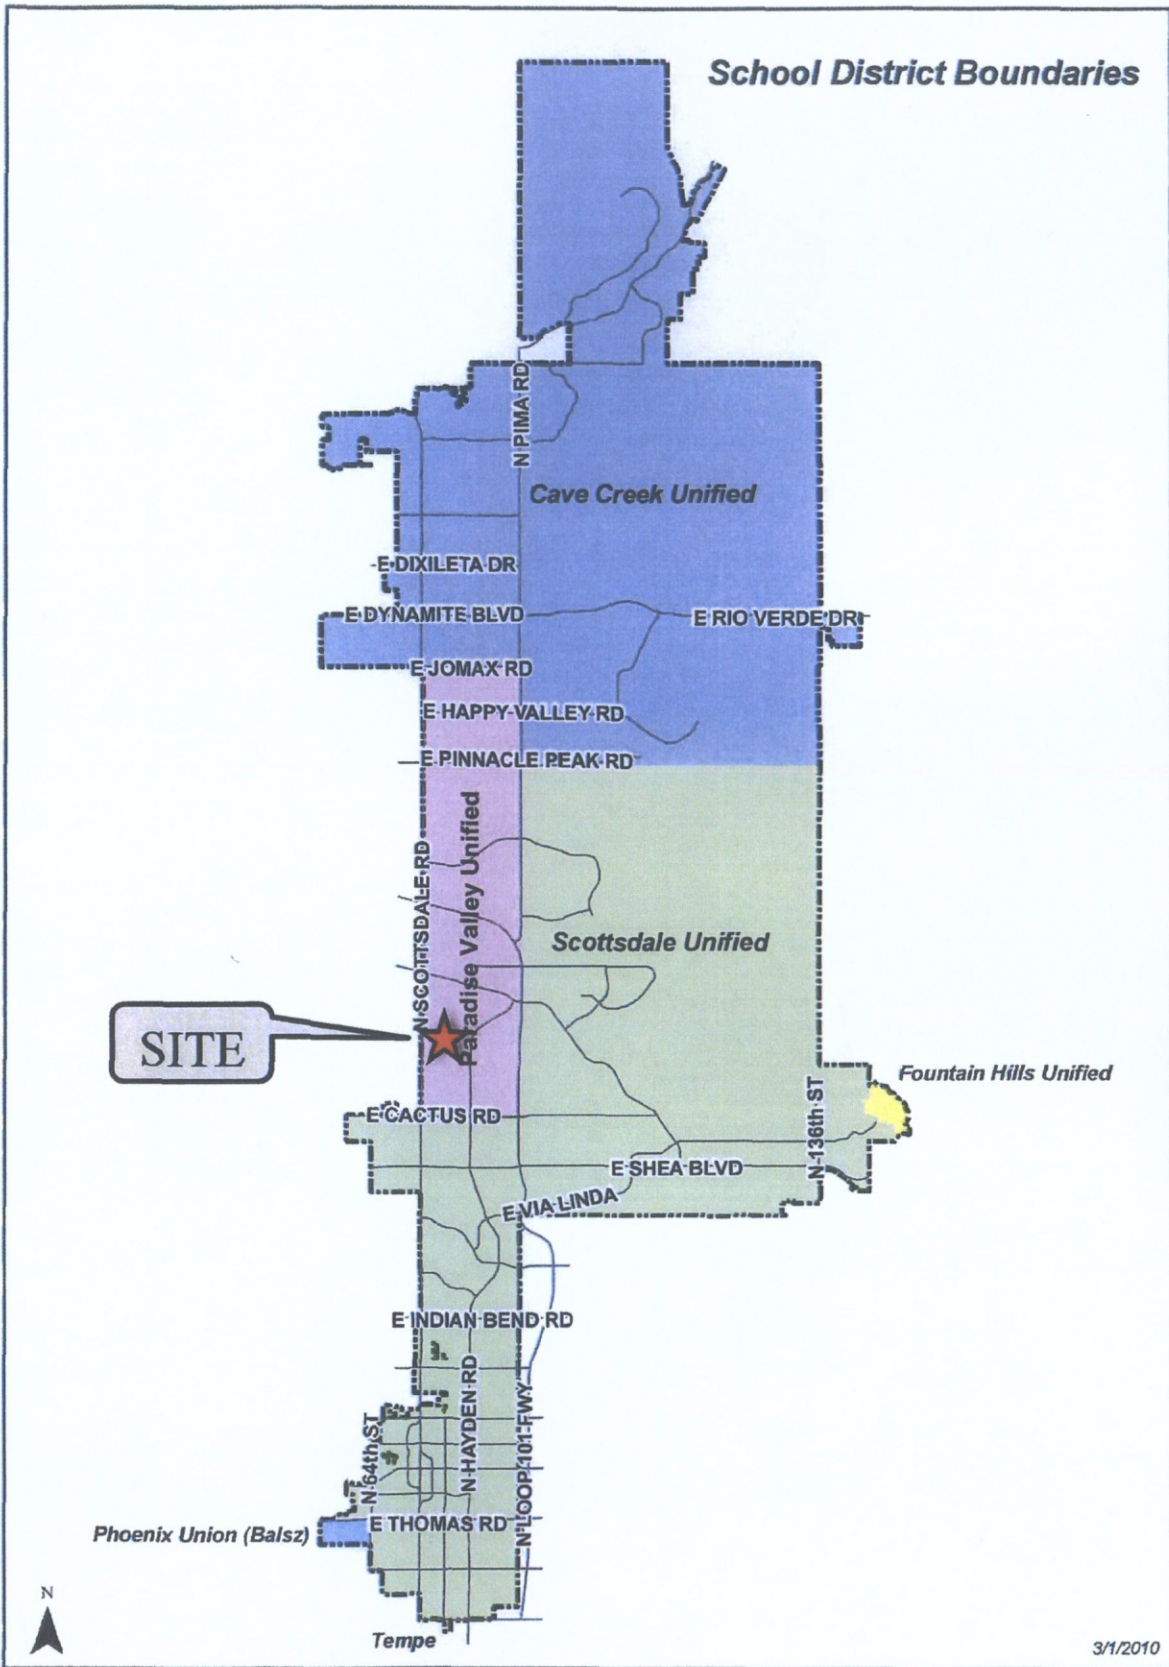 School District Boundaries
N PIMA RD
Cave Creek Unified
E DIXILETA DR
E DYNAMITE BLVD
E RIO VERDE DR
E JOMAX RD
E HAPPY VALLEY RD
E PINNACLE PEAK RD
N SCOTTSDALE RD
Paradise Valley Unified
Scottsdale Unified
SITE
Fountain Hills Unified
N 136th ST
E CACTUS RD
E SHEA BLVD
E VIA LINDA
E INDIAN BEND RD
N HAYDEN RD
N LOOP 101 FWY
N 64th ST
E THOMAS RD
Phoenix Union (Balsz)
N
Tempe
3/1/2010